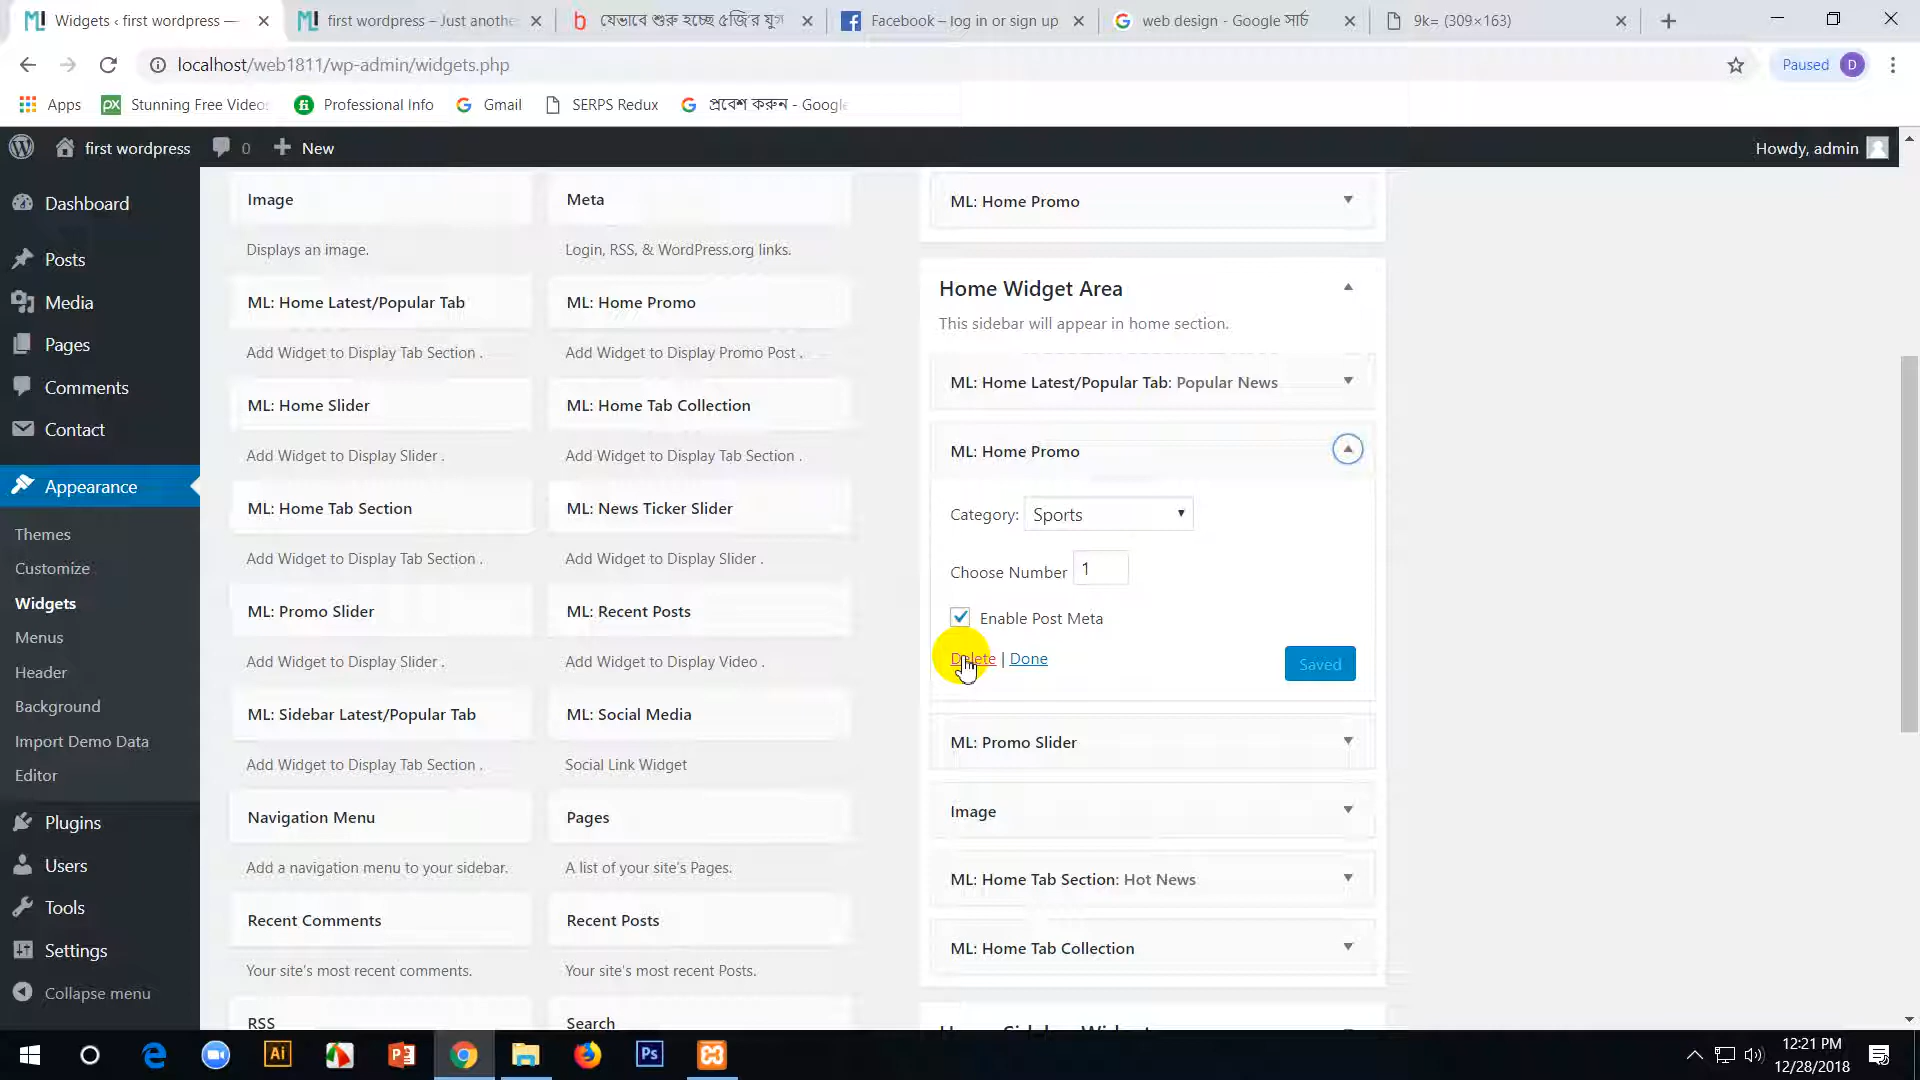 Widgets ‹ first wordpress —
first wordpress – Just anothe
যেভাবে শুরু হচ্ছে ৫জি'র যুগ
Facebook – log in or sign up
web design - Google সার্চ
9k= (309×163)
localhost/web1811/wp-admin/widgets.php
Paused
D
Apps
Stunning Free Videos
Professional Info
Gmail
SERPS Redux
প্রবেশ করুন - Google
first wordpress
0
New
Howdy, admin
Dashboard
Posts
Media
Pages
Comments
Contact
Appearance
Themes
Customize
Widgets
Menus
Header
Background
Import Demo Data
Editor
Plugins
Users
Tools
Settings
Collapse menu
Image
Displays an image.
Meta
Login, RSS, & WordPress.org links.
ML: Home Latest/Popular Tab
Add Widget to Display Tab Section .
ML: Home Promo
Add Widget to Display Promo Post .
ML: Home Slider
Add Widget to Display Slider .
ML: Home Tab Collection
Add Widget to Display Tab Section .
ML: Home Tab Section
Add Widget to Display Tab Section .
ML: News Ticker Slider
Add Widget to Display Slider .
ML: Promo Slider
Add Widget to Display Slider .
ML: Recent Posts
Add Widget to Display Video .
ML: Sidebar Latest/Popular Tab
Add Widget to Display Tab Section .
ML: Social Media
Social Link Widget
Navigation Menu
Add a navigation menu to your sidebar.
Pages
A list of your site's Pages.
Recent Comments
Your site's most recent comments.
Recent Posts
Your site's most recent Posts.
RSS
Search
ML: Home Promo
Home Widget Area
This sidebar will appear in home section.
ML: Home Latest/Popular Tab: Popular News
ML: Home Promo
Category: Sports
Choose Number 1
Enable Post Meta
Delete | Done
Saved
ML: Promo Slider
Image
ML: Home Tab Section: Hot News
ML: Home Tab Collection
Ai
Ps
12:21 PM
12/28/2018